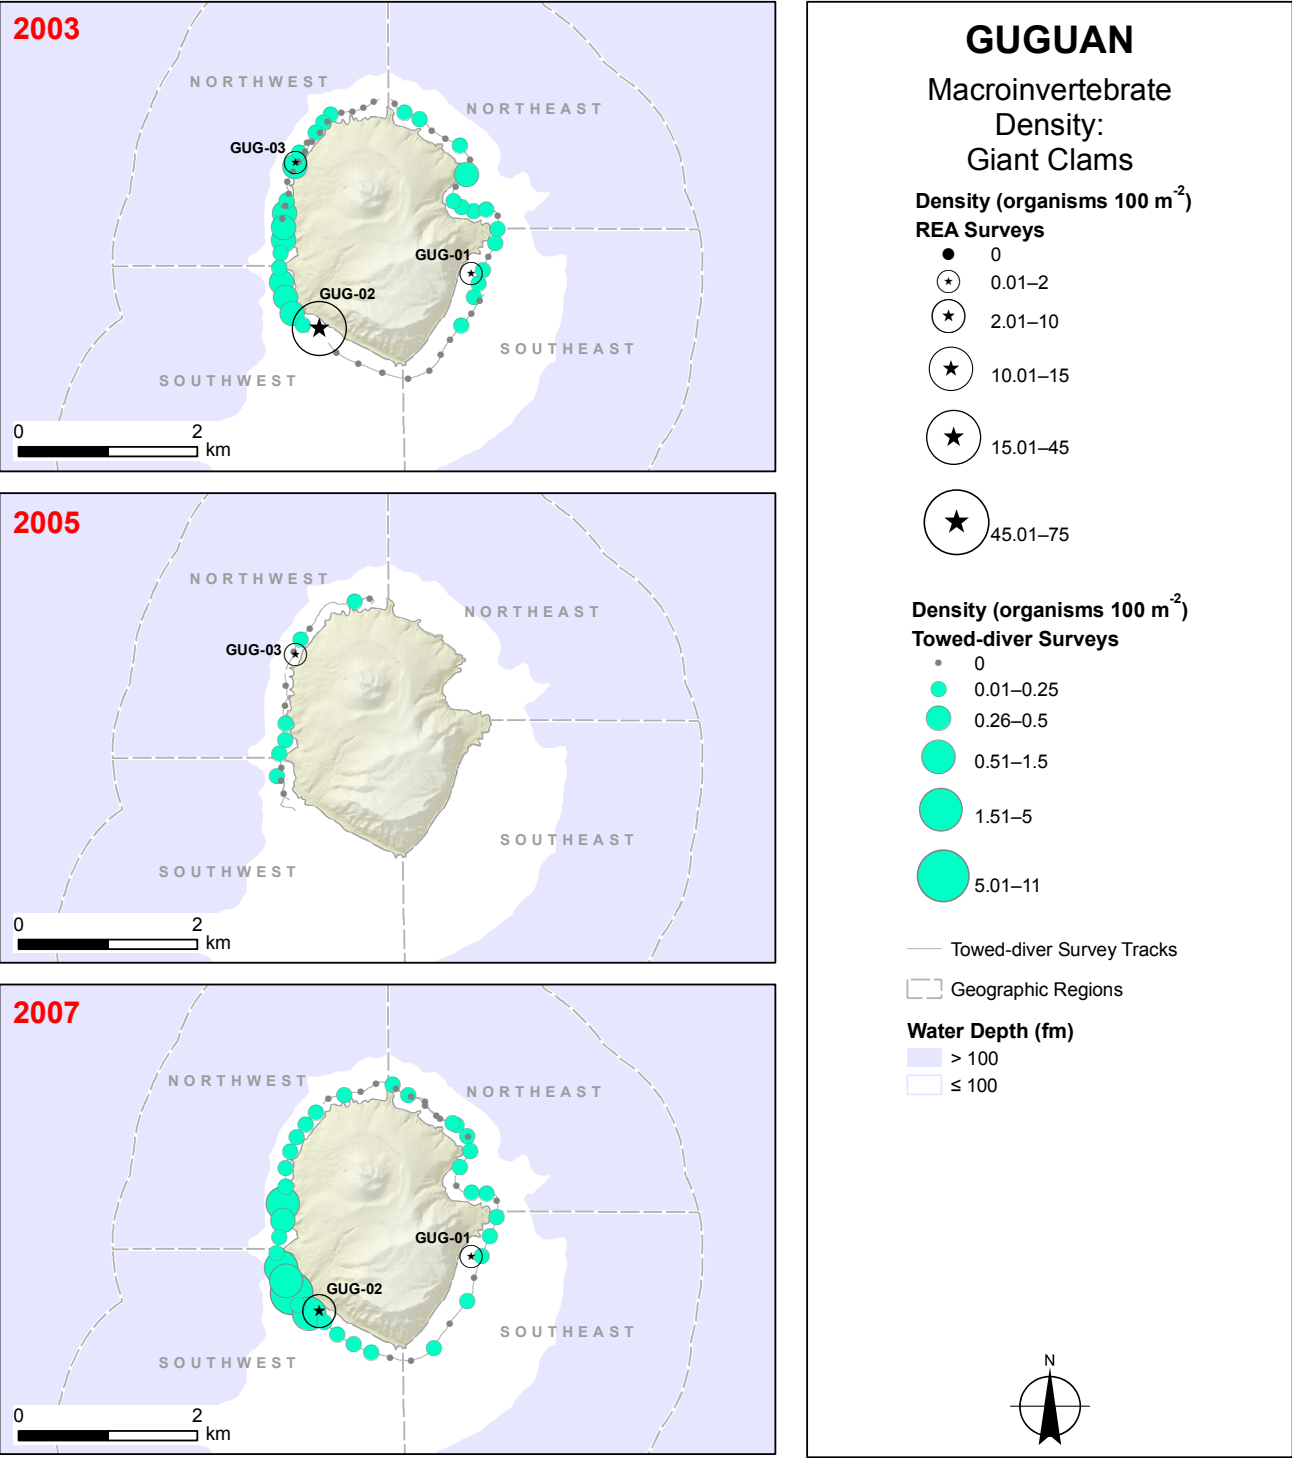 2003
NORTHWEST
NORTHEAST
GUG-03
GUG-01
GUG-02
SOUTHEAST
SOUTHWEST
0 2
km
2005
NORTHWEST
NORTHEAST
GUG-03
SOUTHEAST
SOUTHWEST
0 2
km
2007
NORTHWEST
NORTHEAST
GUG-01
GUG-02
SOUTHEAST
SOUTHWEST
0 2
km
GUGUAN
Macroinvertebrate
Density:
Giant Clams
Density (organisms 100 m⁻²)
REA Surveys
0
0.01–2
2.01–10
10.01–15
15.01–45
45.01–75
Density (organisms 100 m⁻²)
Towed-diver Surveys
0
0.01–0.25
0.26–0.5
0.51–1.5
1.51–5
5.01–11
Towed-diver Survey Tracks
Geographic Regions
Water Depth (fm)
> 100
≤ 100
N